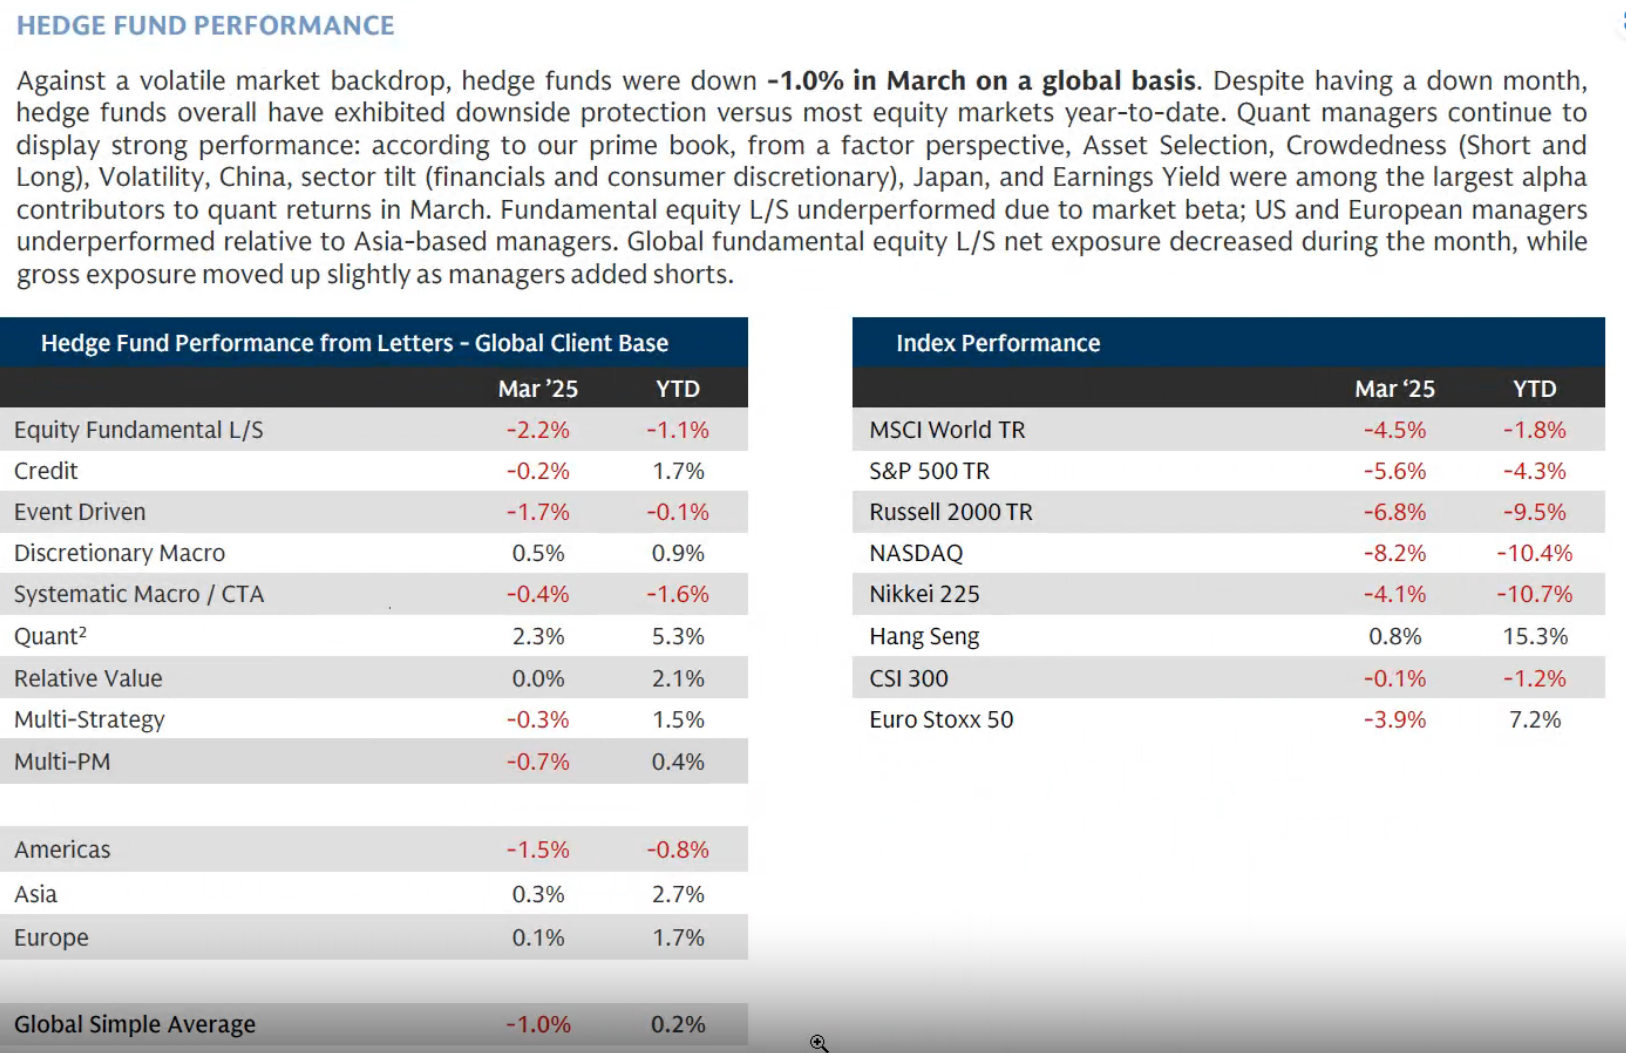 HEDGE FUND PERFORMANCE
Against a volatile market backdrop, hedge funds were down -1.0% in March on a global basis. Despite having a down month,
hedge funds overall have exhibited downside protection versus most equity markets year-to-date. Quant managers continue to
display strong performance: according to our prime book, from a factor perspective, Asset Selection, Crowdedness (Short and
Long), Volatility, China, sector tilt (financials and consumer discretionary), Japan, and Earnings Yield were among the largest alpha
contributors to quant returns in March. Fundamental equity L/S underperformed due to market beta; US and European managers
underperformed relative to Asia-based managers. Global fundamental equity L/S net exposure decreased during the month, while
gross exposure moved up slightly as managers added shorts.
Hedge Fund Performance from Letters - Global Client Base
Mar ’25 YTD
Equity Fundamental L/S -2.2% -1.1%
Credit -0.2% 1.7%
Event Driven -1.7% -0.1%
Discretionary Macro 0.5% 0.9%
Systematic Macro / CTA -0.4% -1.6%
Quant² 2.3% 5.3%
Relative Value 0.0% 2.1%
Multi-Strategy -0.3% 1.5%
Multi-PM -0.7% 0.4%
Americas -1.5% -0.8%
Asia 0.3% 2.7%
Europe 0.1% 1.7%
Global Simple Average -1.0% 0.2%
Index Performance
Mar ‘25 YTD
MSCI World TR -4.5% -1.8%
S&P 500 TR -5.6% -4.3%
Russell 2000 TR -6.8% -9.5%
NASDAQ -8.2% -10.4%
Nikkei 225 -4.1% -10.7%
Hang Seng 0.8% 15.3%
CSI 300 -0.1% -1.2%
Euro Stoxx 50 -3.9% 7.2%